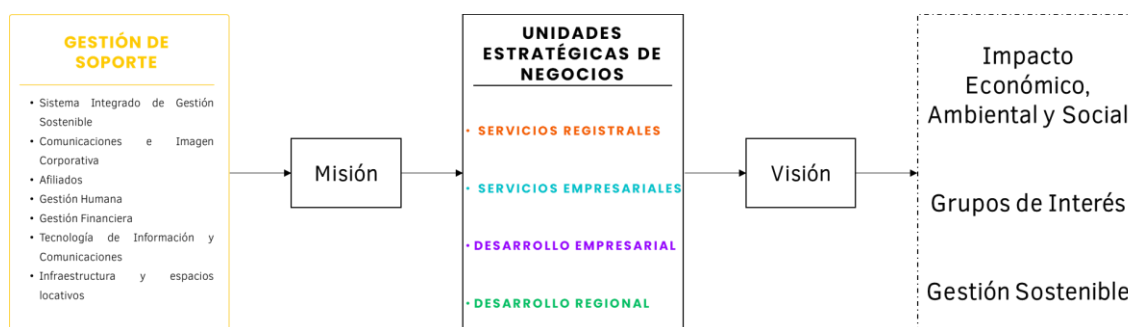 GESTIÓN DE
SOPORTE
• Sistema Integrado de Gestión
Sostenible
• Comunicaciones e Imagen
Corporativa
• Afiliados
• Gestión Humana
• Gestión Financiera
• Tecnología de Información y
Comunicaciones
• Infraestructura y espacios
locativos
Misión
UNIDADES
ESTRATÉGICAS DE
NEGOCIOS
• SERVICIOS REGISTRALES
• SERVICIOS EMPRESARIALES
• DESARROLLO EMPRESARIAL
• DESARROLLO REGIONAL
Visión
Impacto
Económico,
Ambiental y Social
Grupos de Interés
Gestión Sostenible